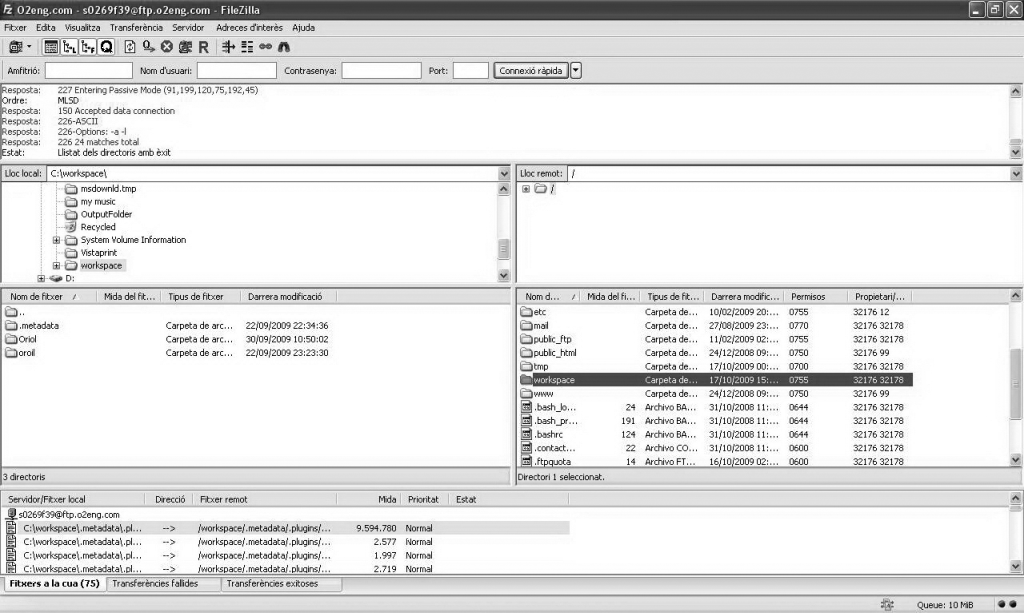 O2eng.com - s0269f39@ftp.o2eng.com - FileZilla
Fitxer Edita Visualitza Transferència Servidor Adreces d'interès Ajuda
Amfitrió: Nom d'usuari: Contrasenya: Port: Connexió ràpida
Resposta: 227 Entering Passive Mode (91,199,120,75,192,45)
Ordre: MLSD
Resposta: 150 Accepted data connection
Resposta: 226-ASCII
Resposta: 226-Options: -a -l
Resposta: 226 24 matches total
Estat: Llistat dels directoris amb èxit
Lloc local: C:\workspace\
msdownld.tmp
my music
OutputFolder
Recycled
System Volume Information
Vistaprint
workspace
D:
Lloc remot: /
/
Nom de fitxer Mida del fit... Tipus de fitxer Darrera modificació
..
.metadata Carpeta de arc... 22/09/2009 22:34:36
Oriol Carpeta de arc... 30/09/2009 10:50:02
oroil Carpeta de arc... 22/09/2009 23:23:30
3 directoris
Nom d... Mida del fi... Tipus de fit... Darrera modific... Permisos Propietari/...
etc Carpeta de... 10/02/2009 20:... 0755 32176 12
mail Carpeta de... 27/08/2009 23:... 0770 32176 32178
public_ftp Carpeta de... 11/02/2009 02:... 0755 32176 32178
public_html Carpeta de... 24/12/2008 09:... 0750 32176 99
tmp Carpeta de... 17/10/2009 00:... 0700 32176 32178
workspace Carpeta de... 17/10/2009 15:... 0755 32176 32178
www Carpeta de... 24/12/2008 09:... 0750 32176 99
.bash_lo... 24 Archivo BA... 31/10/2008 11:... 0644 32176 32178
.bash_pr... 191 Archivo BA... 31/10/2008 11:... 0644 32176 32178
.bashrc 124 Archivo BA... 31/10/2008 11:... 0644 32176 32178
.contact... 22 Archivo CO... 31/10/2008 11:... 0600 32176 32178
.ftpquota 14 Archivo FT... 16/10/2009 02:... 0600 32176 32178
Directori 1 seleccionat.
Servidor/Fitxer local Direcció Fitxer remot Mida Prioritat Estat
s0269f39@ftp.o2eng.com
C:\workspace\.metadata\.pl... --> /workspace/.metadata/.plugins/... 9.594.780 Normal
C:\workspace\.metadata\.pl... --> /workspace/.metadata/.plugins/... 2.577 Normal
C:\workspace\.metadata\.pl... --> /workspace/.metadata/.plugins/... 1.997 Normal
C:\workspace\.metadata\.pl... --> /workspace/.metadata/.plugins/... 2.719 Normal
Fitxers a la cua (75) Transferències fallides Transferències exitoses
Queue: 10 MiB